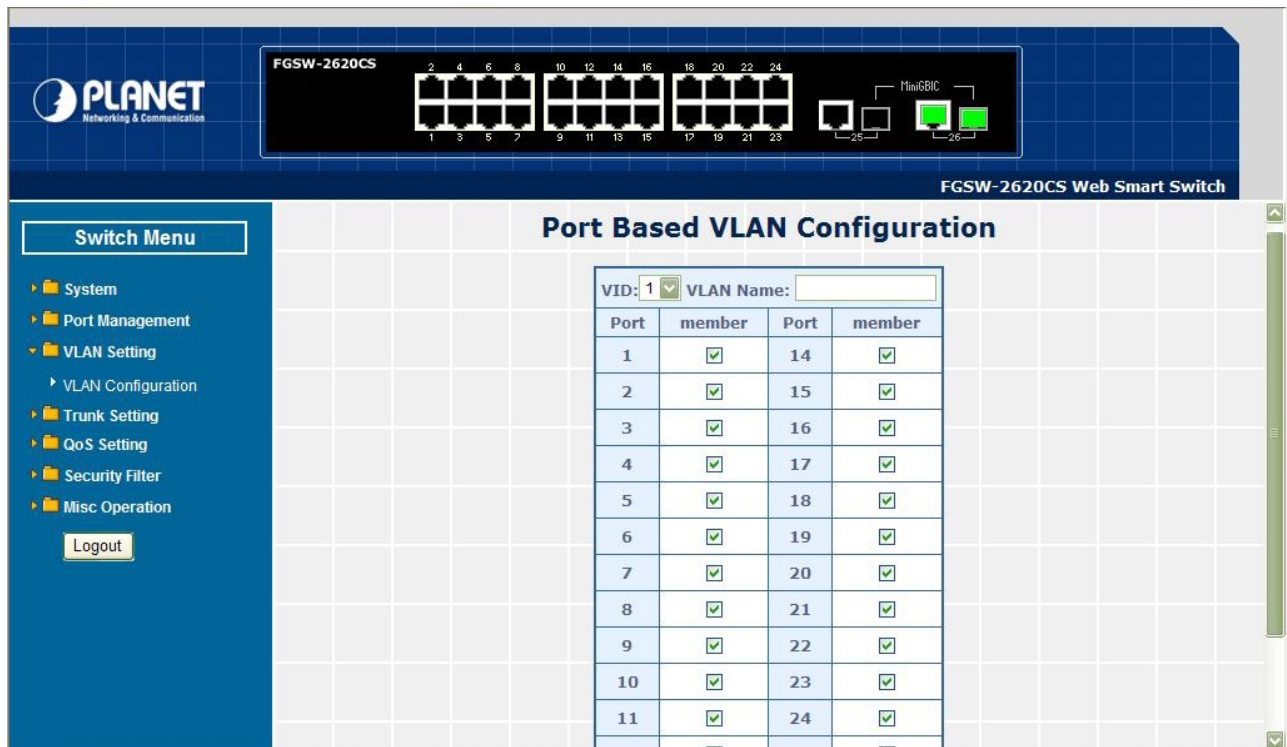 PLANET
Networking & Communication
FGSW-2620CS
2 4 6 8 10 12 14 16 18 20 22 24
MiniGBIC
1 3 5 7 9 11 13 15 17 19 21 23 25 26
FGSW-2620CS Web Smart Switch
Switch Menu
System
Port Management
VLAN Setting
VLAN Configuration
Trunk Setting
QoS Setting
Security Filter
Misc Operation
Logout
Port Based VLAN Configuration
VID: 1 VLAN Name:
Port member Port member
1 14
2 15
3 16
4 17
5 18
6 19
7 20
8 21
9 22
10 23
11 24